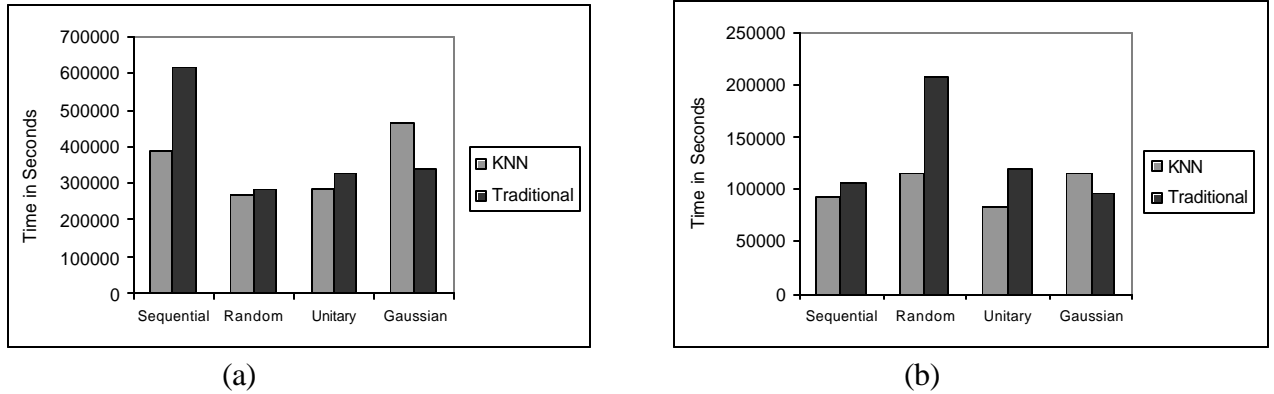 700000
600000
500000
400000
300000
200000
100000
0
Time in Seconds
Sequential Random Unitary Gaussian
KNN
Traditional
(a)
250000
200000
150000
100000
50000
0
Time in Seconds
Sequential Random Unitary Gaussian
KNN
Traditional
(b)